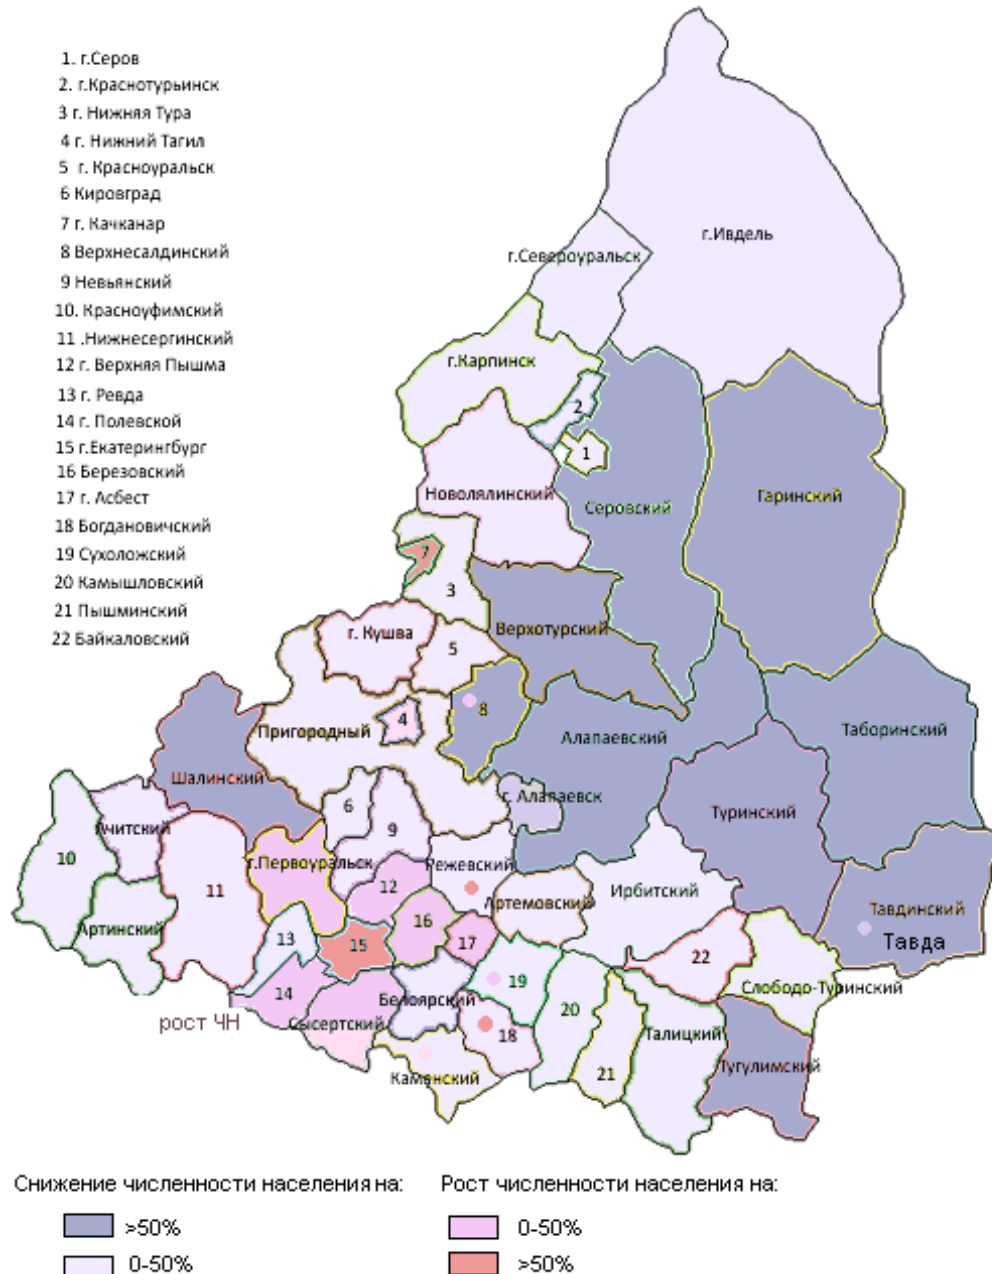 1. г.Серов
2. г.Краснотурьинск
3 г. Нижняя Тура
4 г. Нижний Тагил
5 г. Красноуральск
6 Кировград
7 г. Качканар
8 Верхнесалдинский
9 Невьянский
10. Красноуфимский
11 .Нижнесергинский
12 г. Верхняя Пышма
13 г. Ревда
14 г. Полевской
15 г.Екатерингбург
16 Березовский
17 г. Асбест
18 Богдановичский
19 Сухоложский
20 Камышловский
21 Пышминский
22 Байкаловский
г.Ивдель
г.Североуральск
г.Карпинск
2
1
Новолялинский
Серовский
Гаринский
7
3
Верхотурский
г. Кушва
5
4
8
Пригородный
Алапаевский
Таборинский
Шалинский
г. Алапаевск
Туринский
6
9
10
Ачитский
11
г.Первоуральск
Режевский
Ирбитский
12
Артемовский
Тавдинский
Тавда
Артинский
13
15
16
17
22
14
Белоярский
19
20
Слободо-Туринский
рост ЧН
Сысертский
18
Талицкий
Каменский
21
Тугулимский
Снижение численности населения на:
>50%
0-50%
Рост численности населения на:
0-50%
>50%